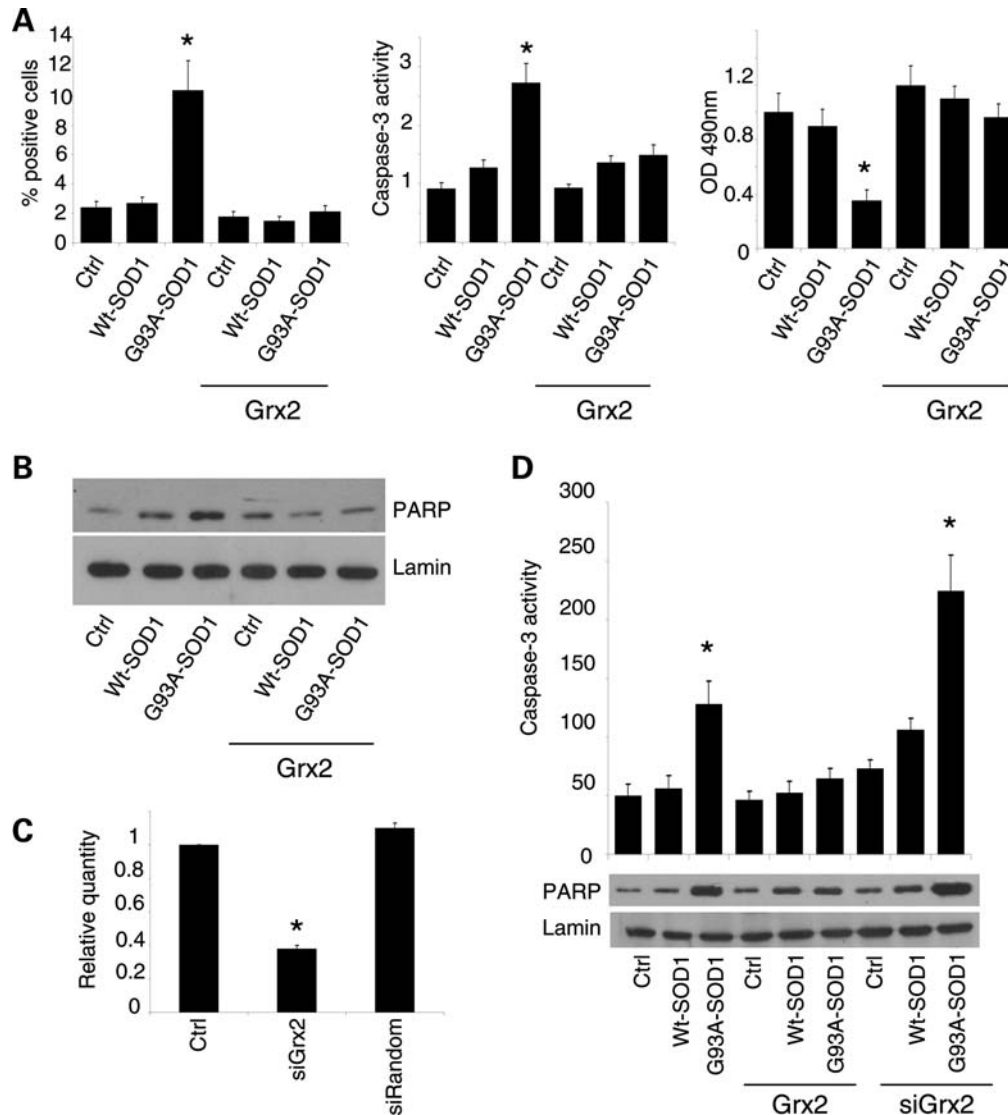 A
% positive cells
14
12
10
8
6
4
2
0
*
Ctrl
Wt-SOD1
G93A-SOD1
Ctrl
Wt-SOD1
G93A-SOD1
Grx2
Caspase-3 activity
3
2
1
0
*
Ctrl
Wt-SOD1
G93A-SOD1
Ctrl
Wt-SOD1
G93A-SOD1
Grx2
OD 490nm
1.2
0.8
0.4
0
*
Ctrl
Wt-SOD1
G93A-SOD1
Ctrl
Wt-SOD1
G93A-SOD1
Grx2
B
PARP
Lamin
Ctrl
Wt-SOD1
G93A-SOD1
Ctrl
Wt-SOD1
G93A-SOD1
Grx2
C
Relative quantity
1
0.8
0.6
0.4
0.2
0
*
Ctrl
siGrx2
siRandom
D
Caspase-3 activity
300
250
200
150
100
50
0
*
*
PARP
Lamin
Ctrl
Wt-SOD1
G93A-SOD1
Ctrl
Wt-SOD1
G93A-SOD1
Ctrl
Wt-SOD1
G93A-SOD1
Grx2
siGrx2